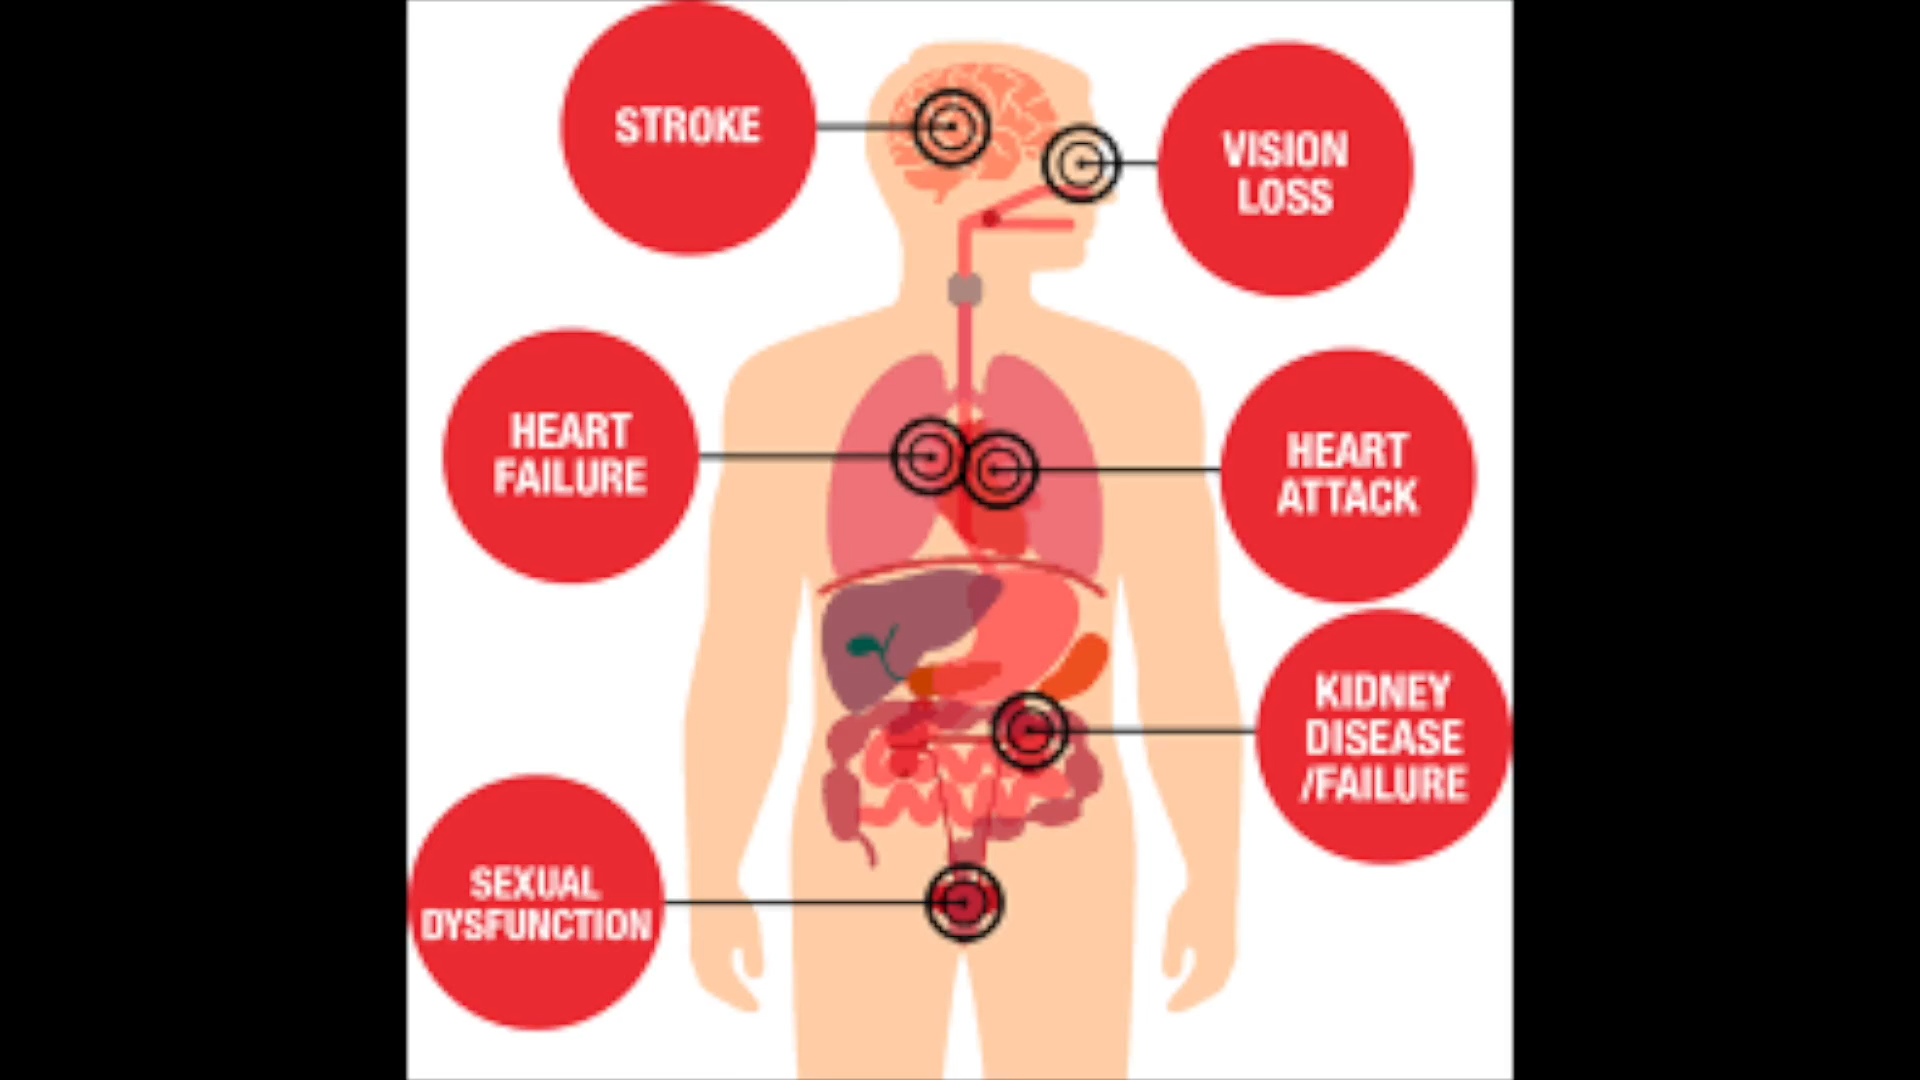 STROKE
VISION
LOSS
HEART
FAILURE
HEART
ATTACK
KIDNEY
DISEASE
/FAILURE
SEXUAL
DYSFUNCTION